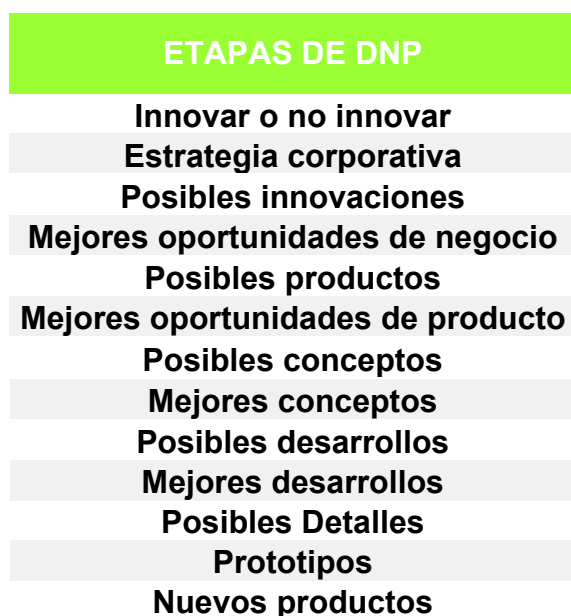 ETAPAS DE DNP
Innovar o no innovar
Estrategia corporativa
Posibles innovaciones
Mejores oportunidades de negocio
Posibles productos
Mejores oportunidades de producto
Posibles conceptos
Mejores conceptos
Posibles desarrollos
Mejores desarrollos
Posibles Detalles
Prototipos
Nuevos productos